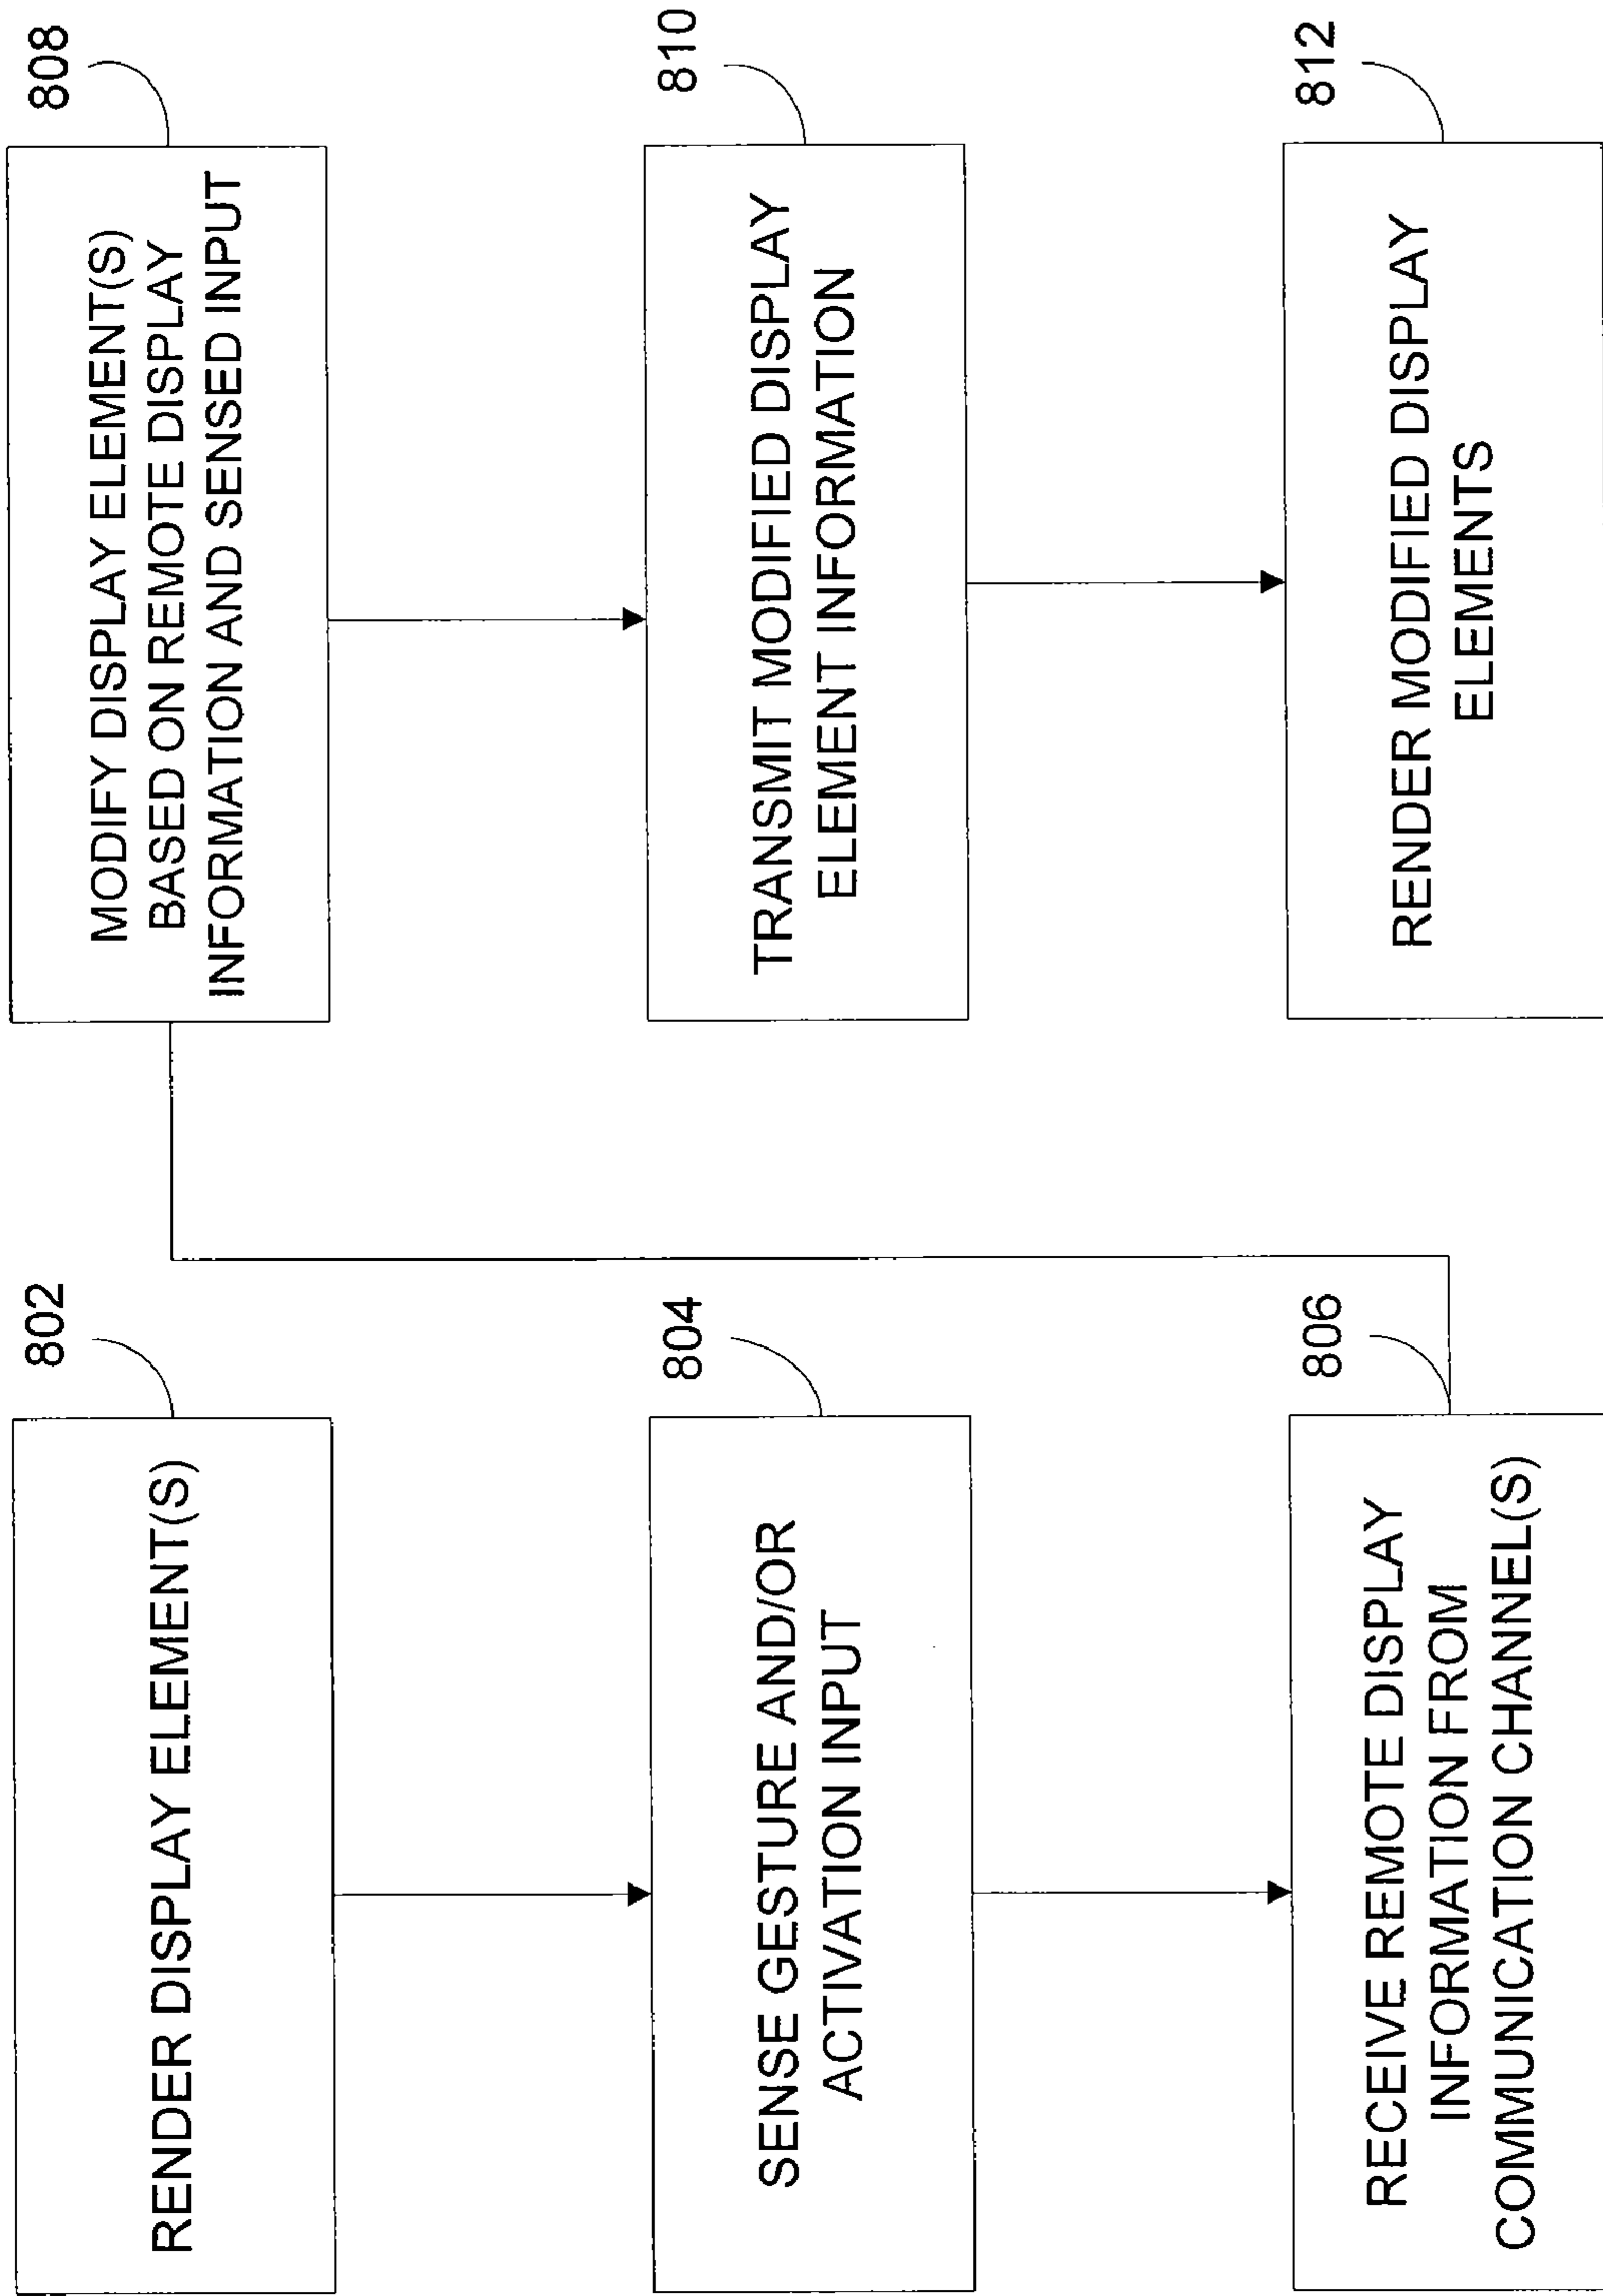 802
RENDER DISPLAY ELEMENT(S)
804
SENSE GESTURE AND/OR
ACTIVATION INPUT
806
RECEIVE REMOTE DISPLAY
INFORMATION FROM
COMMUNICATION CHANNEL(S)
808
MODIFY DISPLAY ELEMENT(S)
BASED ON REMOTE DISPLAY
INFORMATION AND SENSED INPUT
810
TRANSMIT MODIFIED DISPLAY
ELEMENT INFORMATION
812
RENDER MODIFIED DISPLAY
ELEMENTS